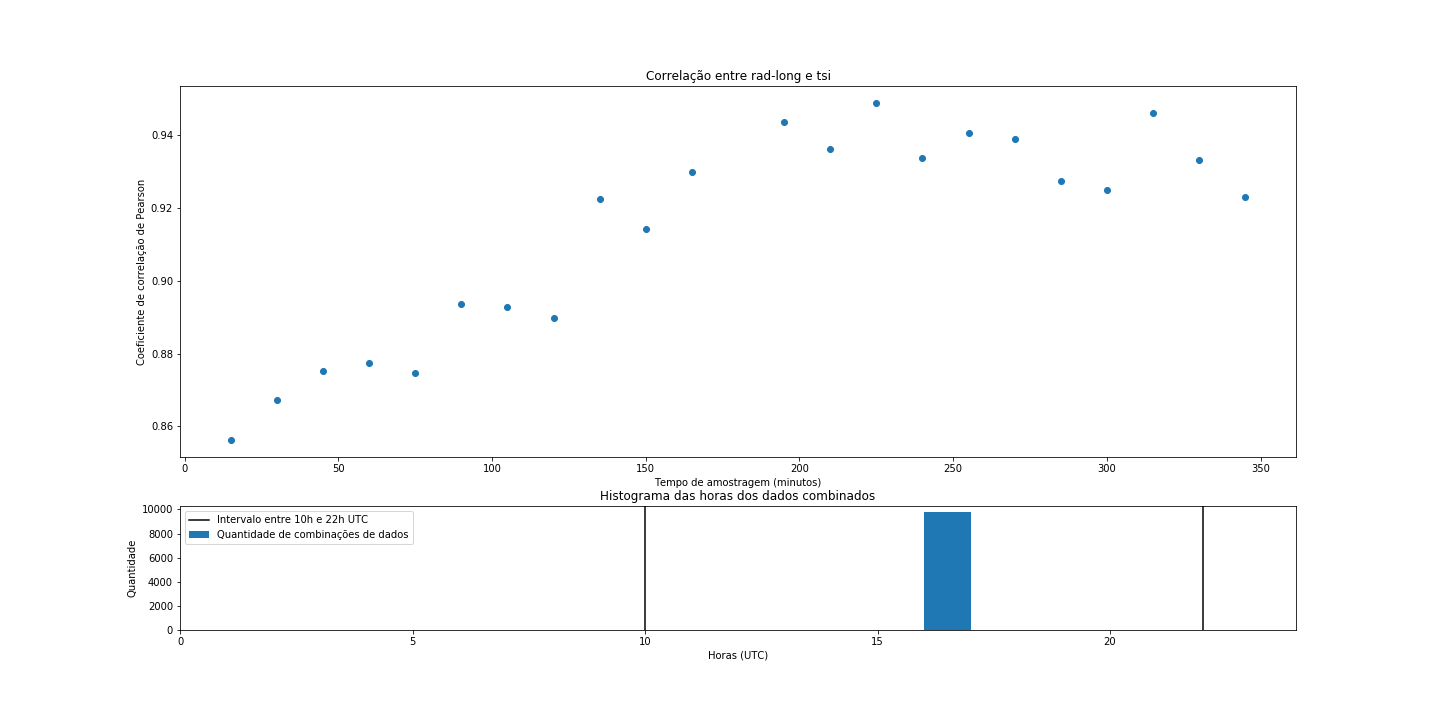 Correlação entre rad-long e tsi
Coeficiente de correlação de Pearson
0.94
0.92
0.90
0.88
0.86
0 50 100 150 200 250 300 350
Tempo de amostragem (minutos)
Histograma das horas dos dados combinados
Quantidade
10000
8000
6000
4000
2000
0
Intervalo entre 10h e 22h UTC
Quantidade de combinações de dados
0 5 10 15 20
Horas (UTC)